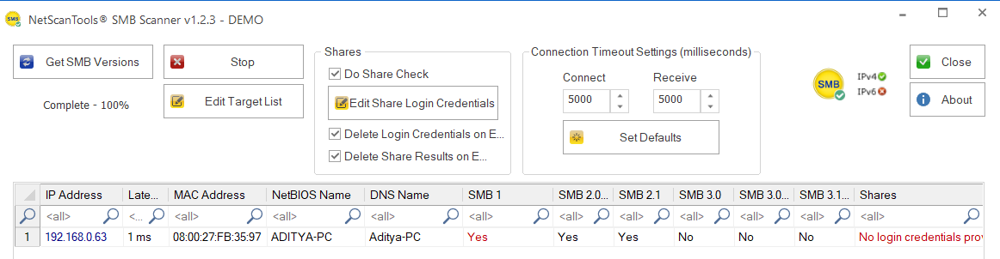 NetScanTools® SMB Scanner v1.2.3 - DEMO
Get SMB Versions
Stop
Complete - 100%
Edit Target List
Shares
Do Share Check
Edit Share Login Credentials
Delete Login Credentials on E...
Delete Share Results on E...
Connection Timeout Settings (milliseconds)
Connect Receive
5000 5000
Set Defaults
SMB
IPv4
IPv6
Close
About
IP Address Late... MAC Address NetBIOS Name DNS Name SMB 1 SMB 2.0... SMB 2.1 SMB 3.0 SMB 3.0... SMB 3.1... Shares
<all> <... <all> <all> <all> <all> <all> <all> <all> <all> <all> <all>
1 192.168.0.63 1 ms 08:00:27:FB:35:97 ADITYA-PC Aditya-PC Yes Yes Yes No No No No login credentials prov